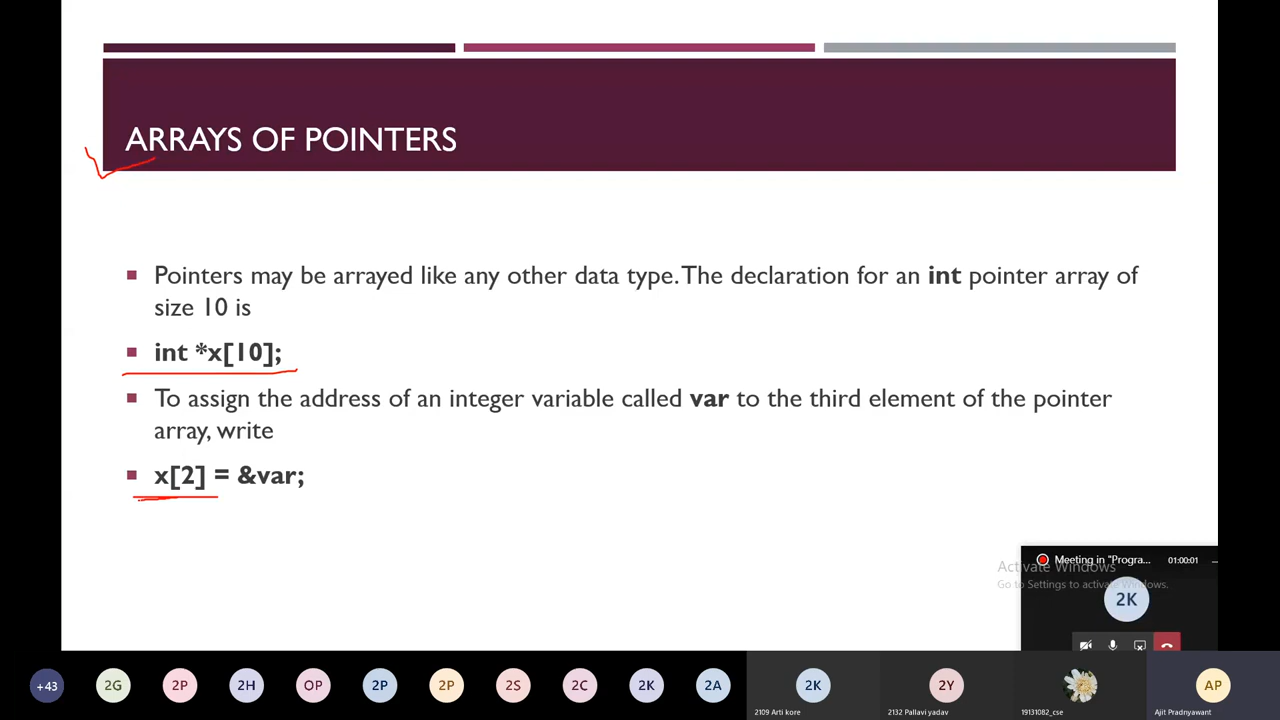 ARRAYS OF POINTERS
Pointers may be arrayed like any other data type. The declaration for an int pointer array of
size 10 is
int *x[10];
To assign the address of an integer variable called var to the third element of the pointer
array, write
x[2] = &var;
Meeting in "Progra... 01:00:01
Activate Windows
Go to Settings to activate Windows.
2K
+43 2G 2P 2H OP 2P 2P 2S 2C 2K 2A 2K 2Y AP
2109 Arti kore 2132 Pallavi yadav 19131082_cse Ajit Pradnyawant